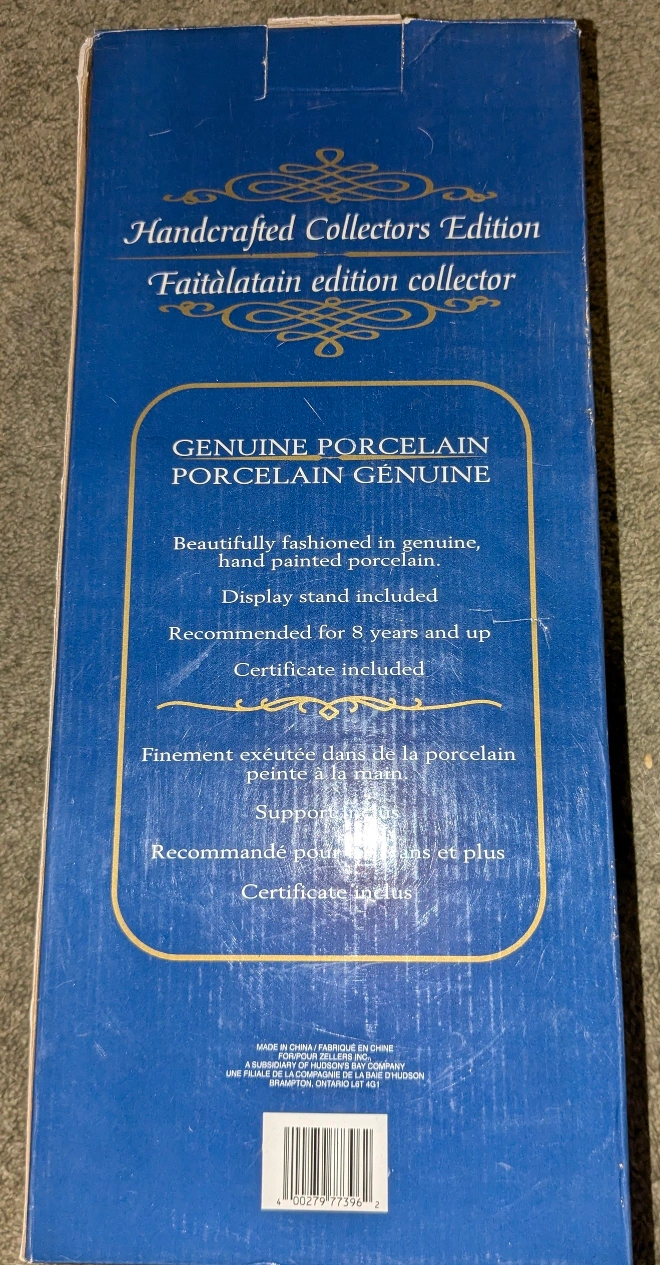 Handcrafted Collectors Edition
Faitàlatain edition collector
GENUINE PORCELAIN
PORCELAIN GÉNUINE
Beautifully fashioned in genuine,
hand painted porcelain.
Display stand included
Recommended for 8 years and up
Certificate included
Finement exéutée dans de la porcelain
peinte à la main.
Support inclus
Recommandé pour ans et plus
Certificate inclus
MADE IN CHINA / FABRIQUÉ EN CHINE
FOR/POUR ZELLERS INC.,
A SUBSIDIARY OF HUDSON'S BAY COMPANY
UNE FILIALE DE LA COMPAGNIE DE LA BAIE D'HUDSON
BRAMPTON, ONTARIO L6T 4G1
4 00279 77396 2